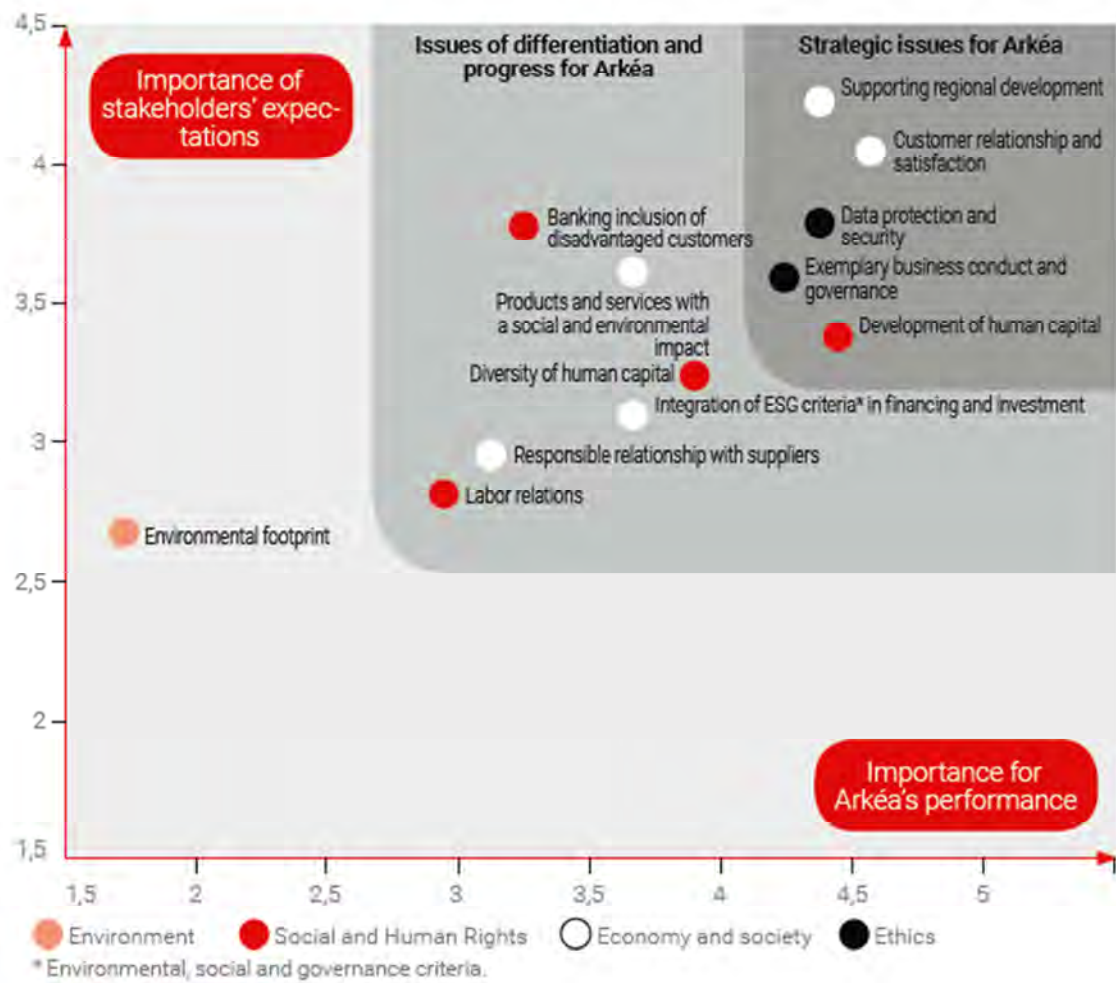 4,5
Importance of
stakeholders' expec-
tations
Issues of differentiation and
progress for Arkéa
Strategic issues for Arkéa
Supporting regional development
Customer relationship and
satisfaction
4
Banking inclusion of
disadvantaged customers
Data protection and
security
Exemplary business conduct and
governance
3,5
Products and services with
a social and environmental
impact
Development of human capital
Diversity of human capital
Integration of ESG criteria* in financing and investment
3
Responsible relationship with suppliers
Labor relations
Environmental footprint
2,5
2
Importance for
Arkéa's performance
1,5
1,5 2 2,5 3 3,5 4 4,5 5
Environment Social and Human Rights Economy and society Ethics
* Environmental, social and governance criteria.